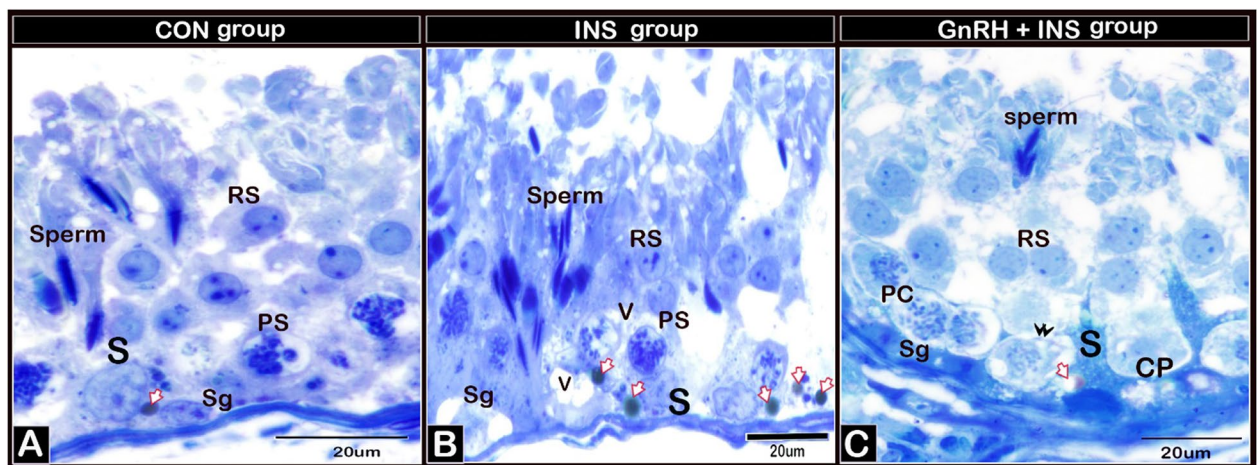 CON group
INS group
GnRH + INS group
RS
Sperm
PS
S
Sg
A
20um
Sperm
RS
V
PS
V
Sg
S
B
20um
sperm
RS
PC
Sg
S
CP
C
20um